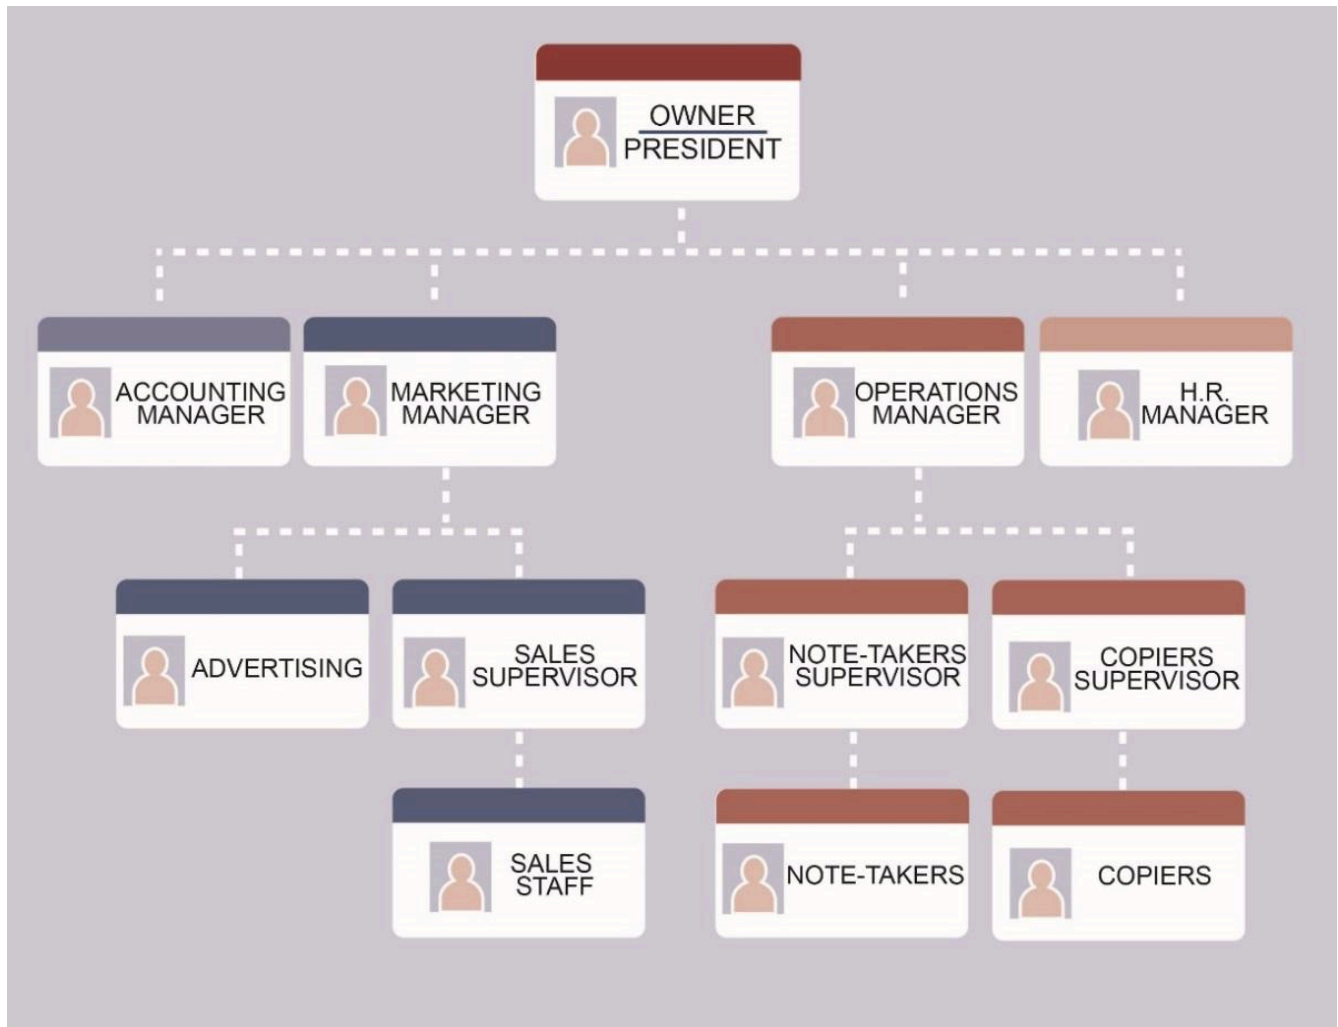 OWNER
PRESIDENT
ACCOUNTING
MANAGER
MARKETING
MANAGER
OPERATIONS
MANAGER
H.R.
MANAGER
ADVERTISING
SALES
SUPERVISOR
NOTE-TAKERS
SUPERVISOR
COPIERS
SUPERVISOR
SALES
STAFF
NOTE-TAKERS
COPIERS